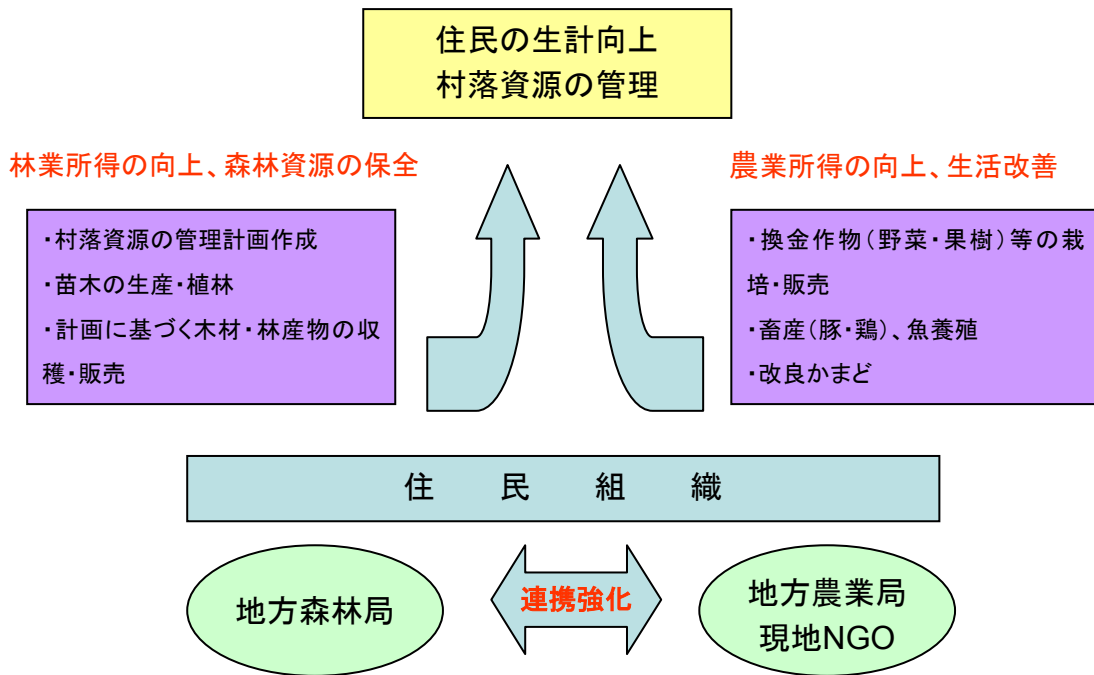 住民の生計向上
村落資源の管理
林業所得の向上、森林資源の保全
農業所得の向上、生活改善
・村落資源の管理計画作成
・苗木の生産・植林
・計画に基づく木材・林産物の収
穫・販売
・換金作物（野菜・果樹）等の栽
培・販売
・畜産（豚・鶏）、魚養殖
・改良かまど
住民組織
地方森林局
連携強化
地方農業局
現地NGO